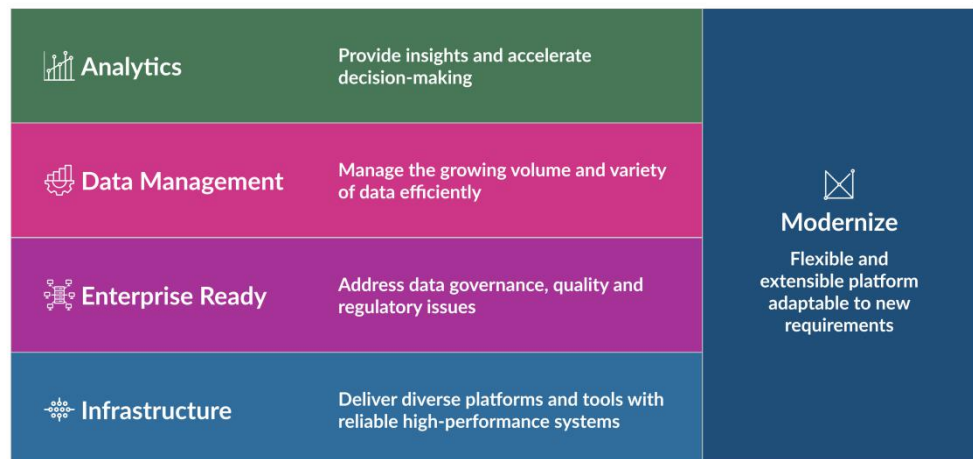 Analytics
Provide insights and accelerate
decision-making
Data Management
Manage the growing volume and variety
of data efficiently
Enterprise Ready
Address data governance, quality and
regulatory issues
Infrastructure
Deliver diverse platforms and tools with
reliable high-performance systems
Modernize
Flexible and
extensible platform
adaptable to new
requirements